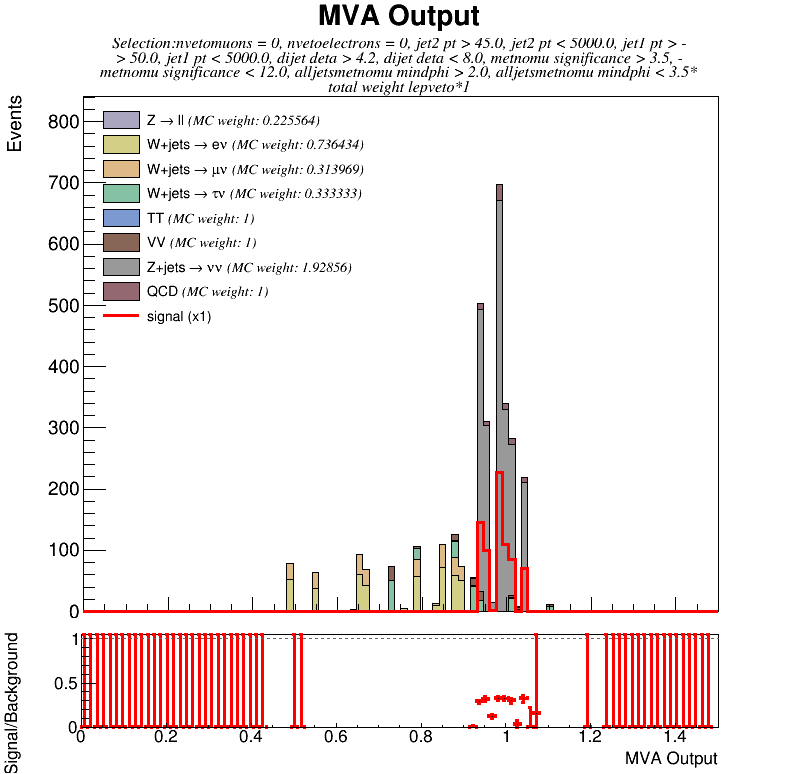 MVA Output
Selection:nvetomuons = 0, nvetoelectrons = 0, jet2 pt > 45.0, jet2 pt < 5000.0, jet1 pt > -
> 50.0, jet1 pt < 5000.0, dijet deta > 4.2, dijet deta < 8.0, metnomu significance > 3.5, -
metnomu significance < 12.0, alljetsmetnomu mindphi > 2.0, alljetsmetnomu mindphi < 3.5*
total weight lepveto*1
Events
800
700
600
500
400
300
200
100
0
Z → ll (MC weight: 0.225564)
W+jets → eν (MC weight: 0.736434)
W+jets → μν (MC weight: 0.313969)
W+jets → τν (MC weight: 0.333333)
TT (MC weight: 1)
VV (MC weight: 1)
Z+jets → νν (MC weight: 1.92856)
QCD (MC weight: 1)
signal (x1)
Signal/Background
1
0.5
0
0 0.2 0.4 0.6 0.8 1 1.2 1.4
MVA Output